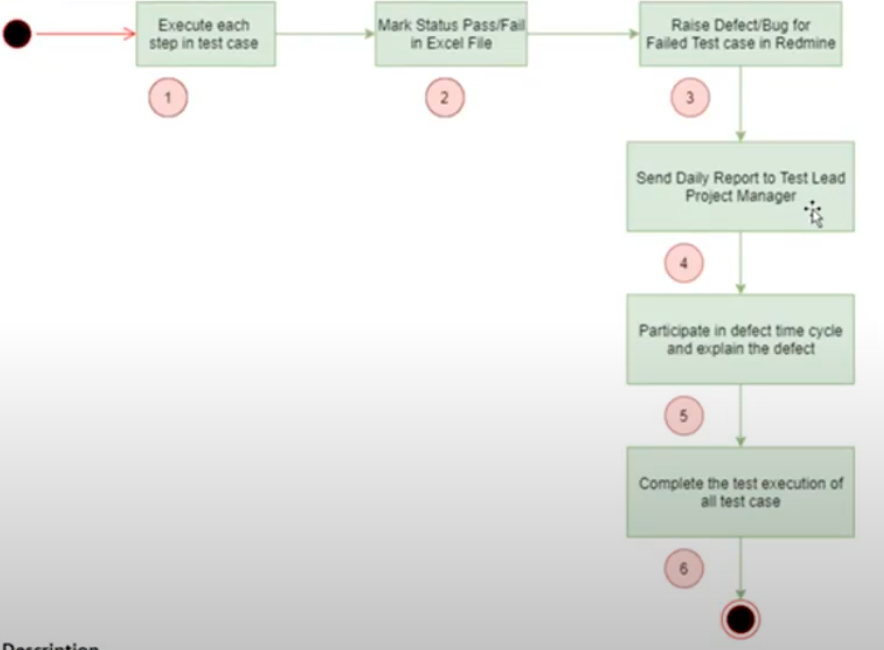 Execute each
step in test case
Mark Status Pass/Fail
in Excel File
Raise Defect/Bug for
Failed Test case in Redmine
1
2
3
Send Daily Report to Test Lead
Project Manager
4
Participate in defect time cycle
and explain the defect
5
Complete the test execution of
all test case
6
Description